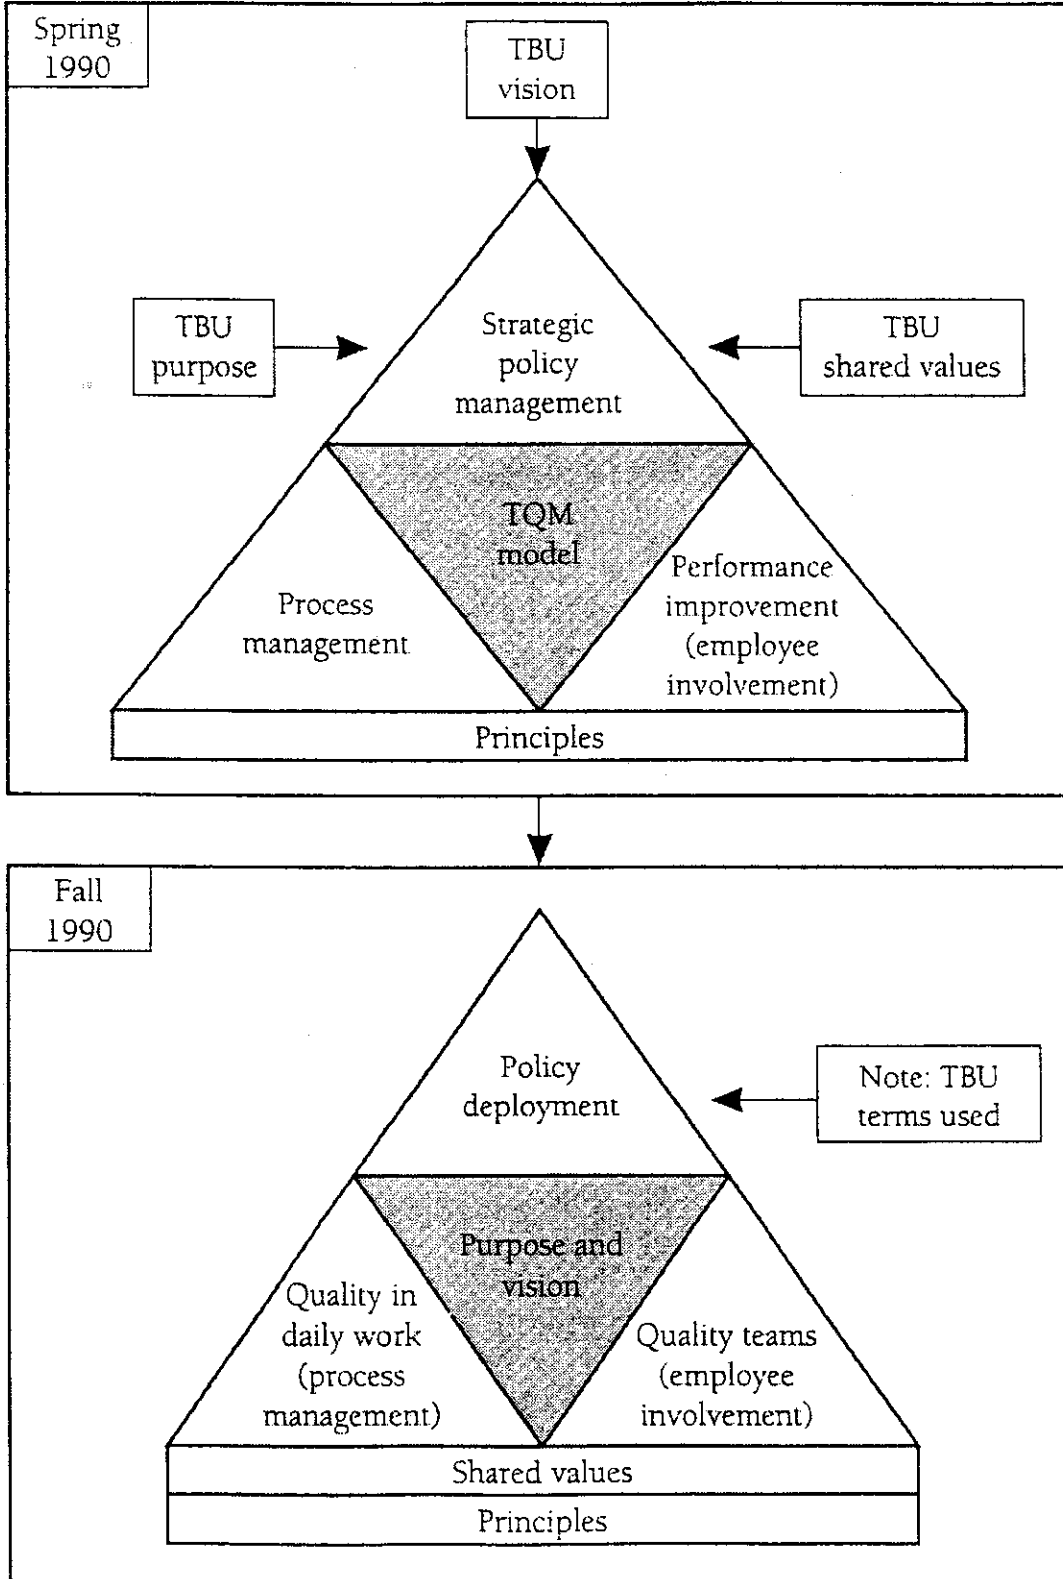 Spring
1990
TBU
vision
TBU
purpose
Strategic
policy
management
TBU
shared values
TQM
model
Process
management
Performance
improvement
(employee
involvement)
Principles
Fall
1990
Policy
deployment
Note: TBU
terms used
Purpose and
vision
Quality in
daily work
(process
management)
Quality teams
(employee
involvement)
Shared values
Principles